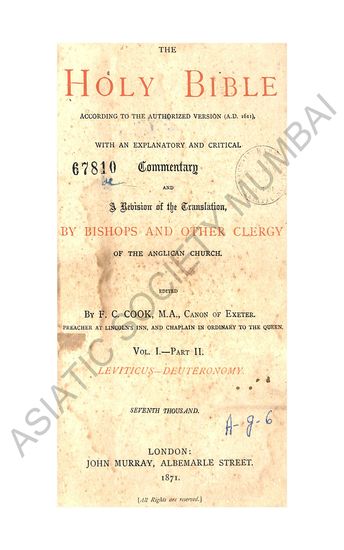 THE
HOLY BIBLE
ACCORDING TO THE AUTHORIZED VERSION (A.D. 1611),
WITH AN EXPLANATORY AND CRITICAL
67810 Commentary
AND
A Revision of the Translation,
BY BISHOPS AND OTHER CLERGY
OF THE ANGLICAN CHURCH.
EDITED
BY F. C. COOK, M.A., CANON OF EXETER.
PREACHER AT LINCOLN'S INN, AND CHAPLAIN IN ORDINARY TO THE QUEEN.
VOL. I.—PART II.
LEVITICUS—DEUTERONOMY.
SEVENTH THOUSAND.
A-g-6
LONDON:
JOHN MURRAY, ALBEMARLE STREET.
1871.
[All Rights are reserved.]
ASIATIC SOCIETY MUMBAI